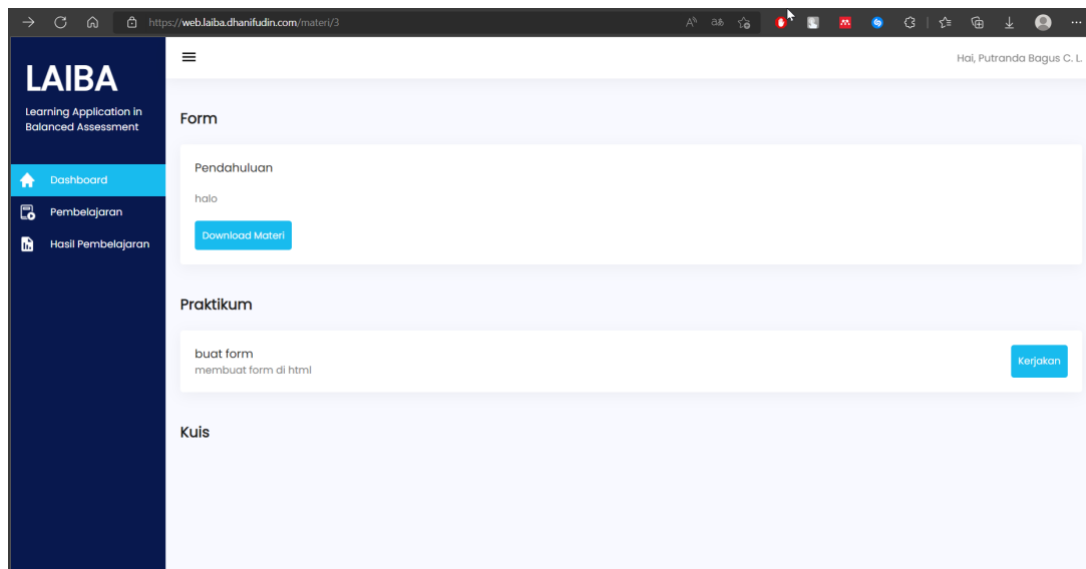 https://web.laiba.dhanifudin.com/materi/3
LAIBA
Learning Application in
Balanced Assessment
Dashboard
Pembelajaran
Hasil Pembelajaran
Hai, Putranda Bagus C. L.
Form
Pendahuluan
halo
Download Materi
Praktikum
buat form
membuat form di html
Kerjakan
Kuis